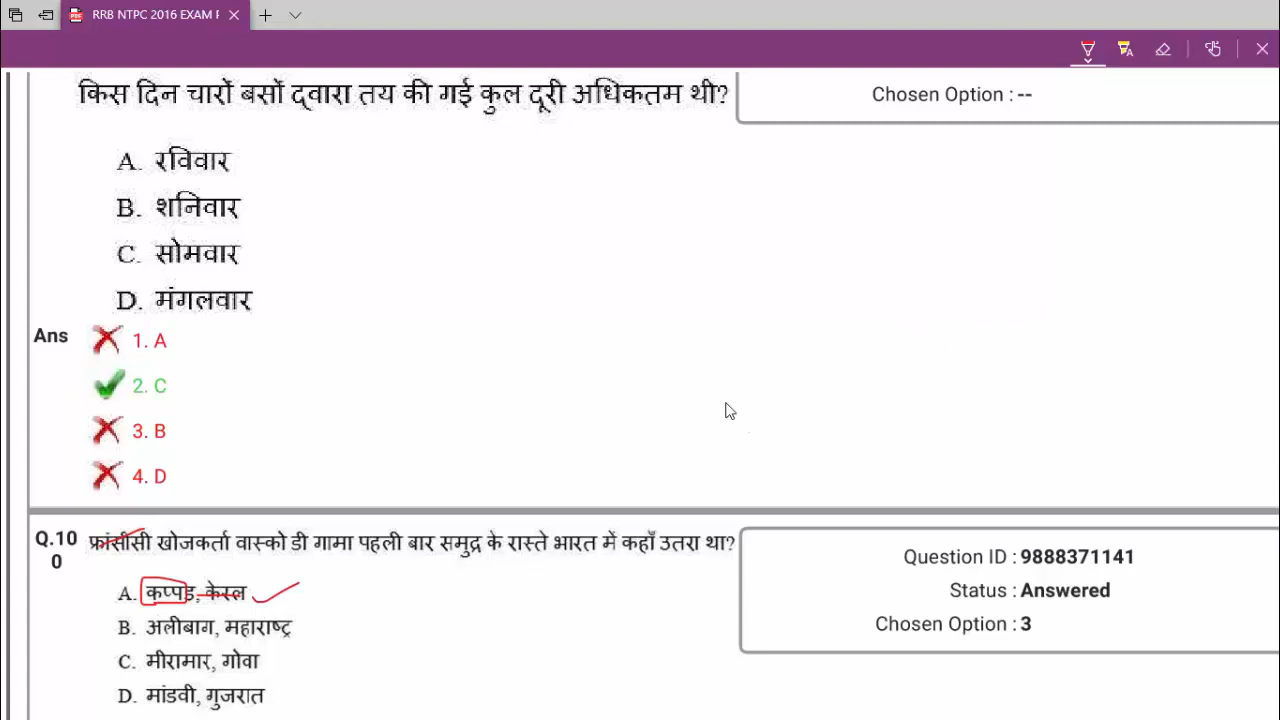 RRB NTPC 2016 EXAM F
किस दिन चारों बसों द्वारा तय की गई कुल दूरी अधिकतम थी?
Chosen Option : --
A. रविवार
B. शनिवार
C. सोमवार
D. मंगलवार
Ans
1. A
2. C
3. B
4. D
Q.100
फ्रांसीसी खोजकर्ता वास्को डी गामा पहली बार समुद्र के रास्ते भारत में कहाँ उतरा था?
A. कप्पड, केरल
B. अलीबाग, महाराष्ट्र
C. मीरामार, गोवा
D. मांडवी, गुजरात
Question ID : 9888371141
Status : Answered
Chosen Option : 3